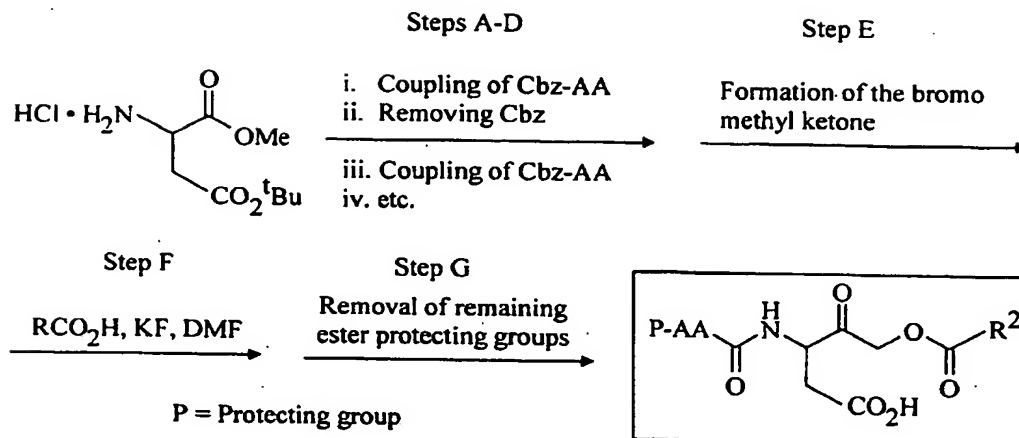 Steps A-D
Step E
HCl • H₂N
O
OMe
CO₂ᵗBu
i. Coupling of Cbz-AA
ii. Removing Cbz
iii. Coupling of Cbz-AA
iv. etc.
Formation of the bromo
methyl ketone
Step F
RCO₂H, KF, DMF
Step G
Removal of remaining
ester protecting groups
P-AA
O
H
N
O
O
O
R²
CO₂H
P = Protecting group